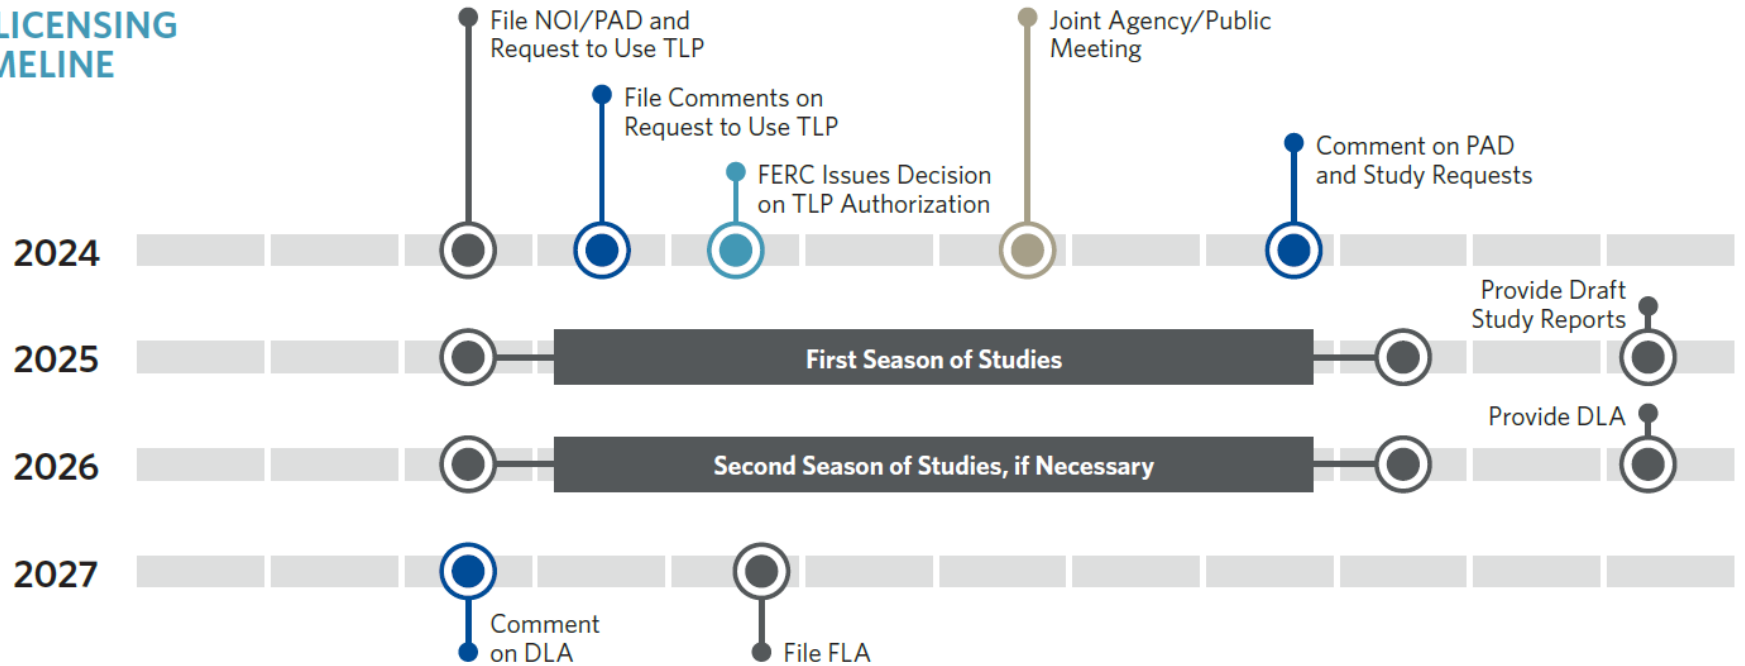 LICENSING
MELINE
File NOI/PAD and
Request to Use TLP
Joint Agency/Public
Meeting
File Comments on
Request to Use TLP
Comment on PAD
and Study Requests
FERC Issues Decision
on TLP Authorization
2024
Provide Draft
Study Reports
2025
First Season of Studies
Provide DLA
2026
Second Season of Studies, if Necessary
2027
Comment
on DLA
File FLA